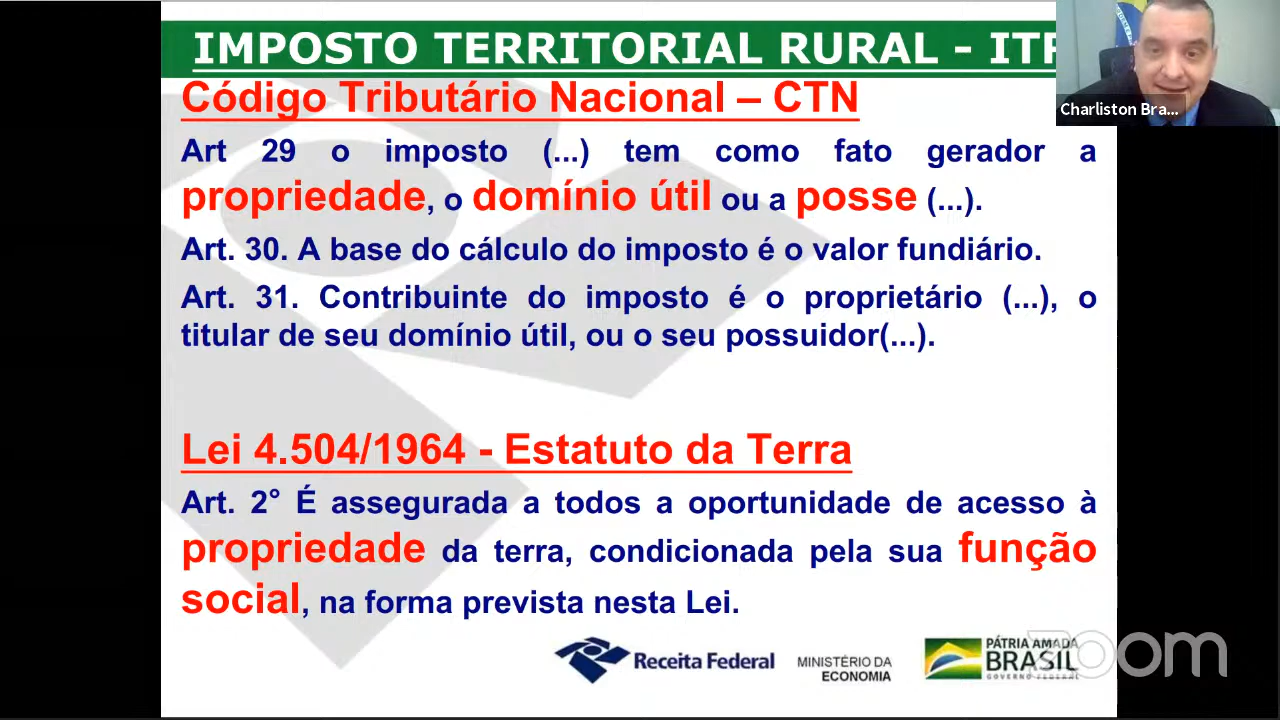 IMPOSTO TERRITORIAL RURAL - IT
Charliston Bra...
Código Tributário Nacional – CTN
Art 29 o imposto (...) tem como fato gerador a
propriedade, o domínio útil ou a posse (...).
Art. 30. A base do cálculo do imposto é o valor fundiário.
Art. 31. Contribuinte do imposto é o proprietário (...), o
titular de seu domínio útil, ou o seu possuidor(...).
Lei 4.504/1964 - Estatuto da Terra
Art. 2° É assegurada a todos a oportunidade de acesso à
propriedade da terra, condicionada pela sua função
social, na forma prevista nesta Lei.
Receita Federal
MINISTÉRIO DA
ECONOMIA
PÁTRIA AMADA
BRASIL
GOVERNO FEDERAL
zoom